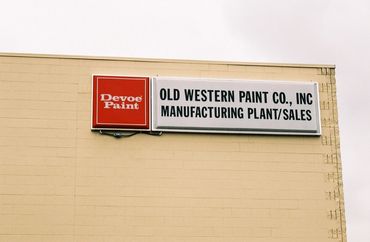 Devoe
Paint
OLD WESTERN PAINT CO., INC
MANUFACTURING PLANT/SALES